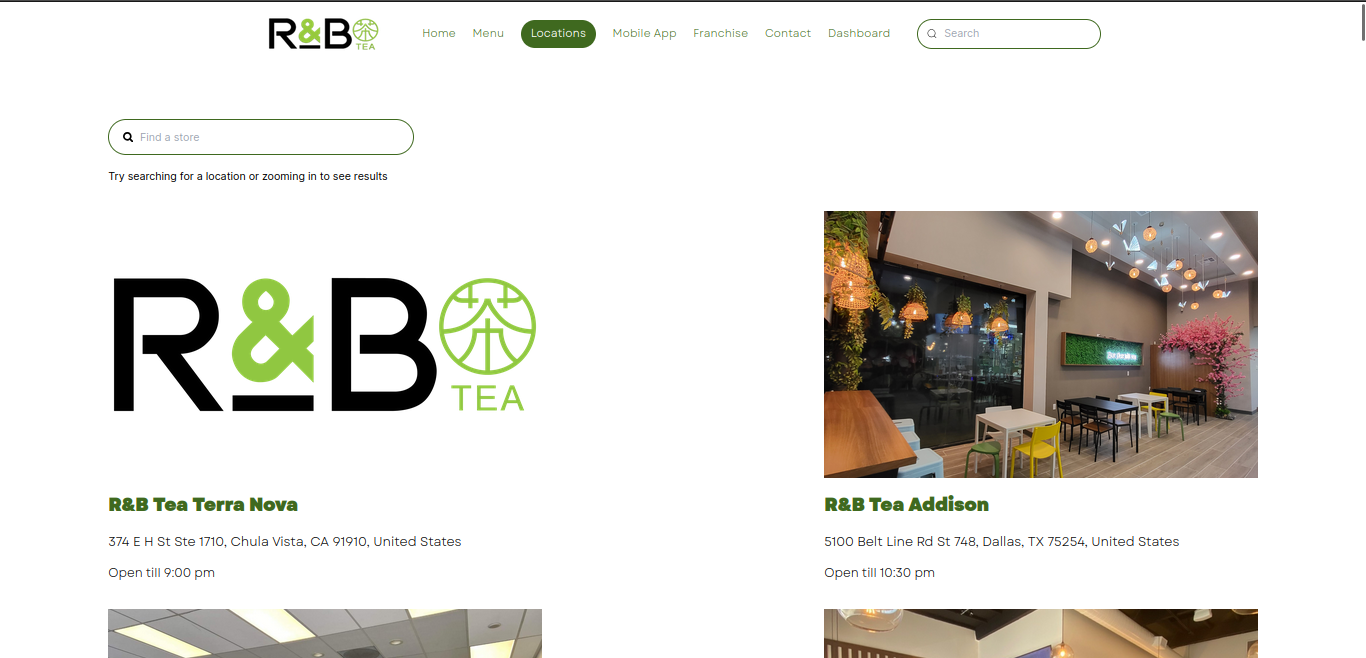 R&B TEA
Home Menu Locations Mobile App Franchise Contact Dashboard Search
Find a store
Try searching for a location or zooming in to see results
R&B
TEA
R&B Tea Terra Nova
374 E H St Ste 1710, Chula Vista, CA 91910, United States
Open till 9:00 pm
R&B Tea Addison
5100 Belt Line Rd St 748, Dallas, TX 75254, United States
Open till 10:30 pm